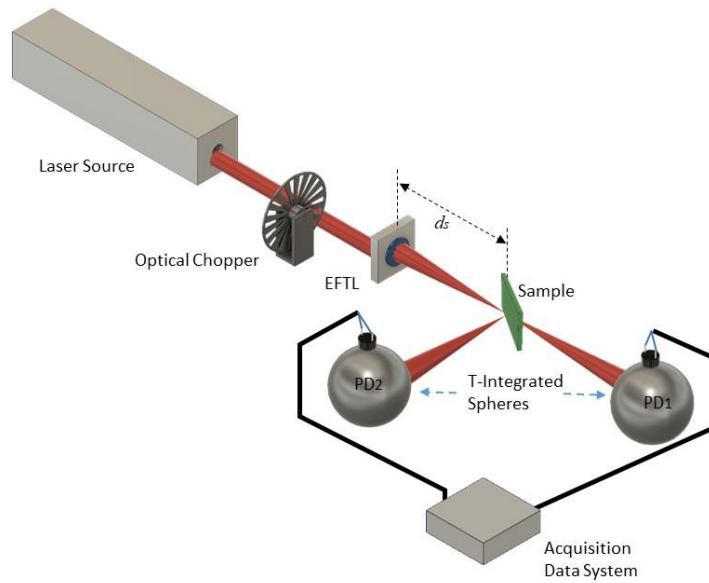 Laser Source
Optical Chopper
EFTL
ds
Sample
PD2
T-Integrated
Spheres
PD1
Acquisition
Data System